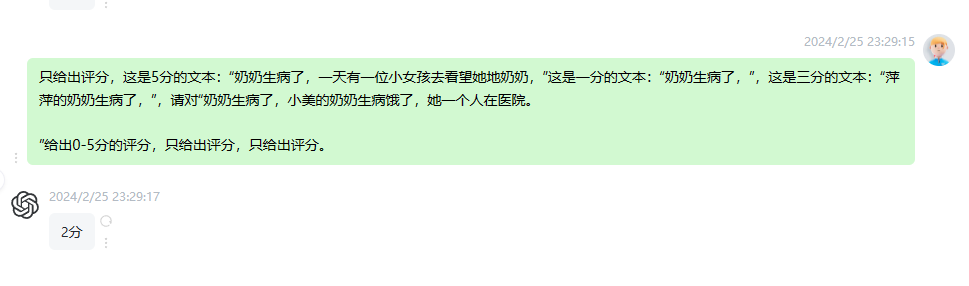 2024/2/25 23:29:15
只给出评分，这是5分的文本：“奶奶生病了，一天有一位小女孩去看望她地奶奶，”这是一分的文本：“奶奶生病了，”，这是三分的文本：“萍
萍的奶奶生病了，”，请对“奶奶生病了，小美的奶奶生病饿了，她一个人在医院。
”给出0-5分的评分，只给出评分，只给出评分。
2024/2/25 23:29:17
2分